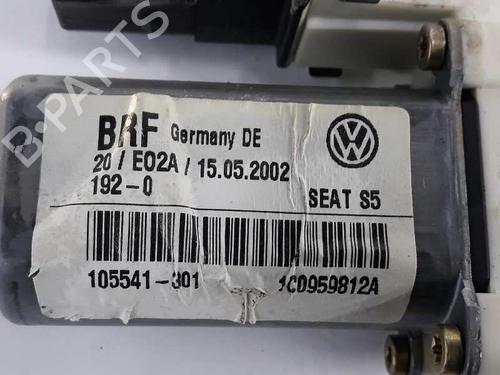 BRF Germany DE
20 / E02A / 15.05.2002
192-0
SEAT S5
105541-301 1C0959812A
B-PARTS